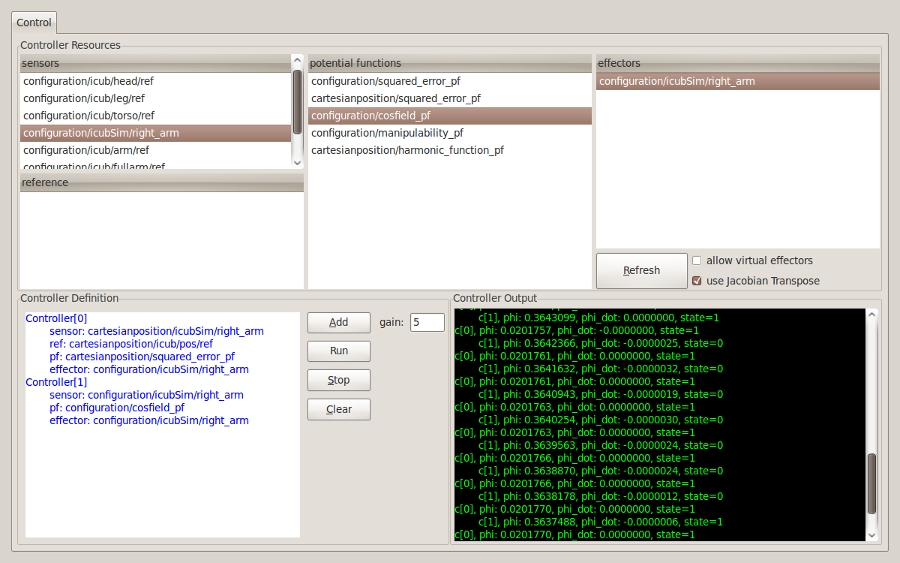 Control
Controller Resources
sensors
configuration/icub/head/ref
configuration/icub/leg/ref
configuration/icub/torso/ref
configuration/icubSim/right_arm
configuration/icub/arm/ref
configuration/icub/fullarm/ref
reference
potential functions
configuration/squared_error_pf
cartesianposition/squared_error_pf
configuration/cosfield_pf
configuration/manipulability_pf
cartesianposition/harmonic_function_pf
effectors
configuration/icubSim/right_arm
Refresh
allow virtual effectors
use Jacobian Transpose
Controller Definition
Controller[0]
sensor: cartesianposition/icubSim/right_arm
ref: cartesianposition/icub/pos/ref
pf: cartesianposition/squared_error_pf
effector: configuration/icubSim/right_arm
Controller[1]
sensor: configuration/icubSim/right_arm
pf: configuration/cosfield_pf
effector: configuration/icubSim/right_arm
Add
gain: 5
Run
Stop
Clear
Controller Output
c[1], phi: 0.3643099, phi_dot: 0.0000000, state=1
c[0], phi: 0.0201757, phi_dot: -0.0000000, state=1
c[1], phi: 0.3642366, phi_dot: -0.0000025, state=0
c[0], phi: 0.0201761, phi_dot: 0.0000000, state=1
c[1], phi: 0.3641632, phi_dot: -0.0000032, state=0
c[0], phi: 0.0201761, phi_dot: 0.0000000, state=1
c[1], phi: 0.3640943, phi_dot: -0.0000019, state=0
c[0], phi: 0.0201763, phi_dot: 0.0000000, state=1
c[1], phi: 0.3640254, phi_dot: -0.0000030, state=0
c[0], phi: 0.0201763, phi_dot: 0.0000000, state=1
c[1], phi: 0.3639563, phi_dot: -0.0000024, state=0
c[0], phi: 0.0201766, phi_dot: 0.0000000, state=1
c[1], phi: 0.3638870, phi_dot: -0.0000024, state=0
c[0], phi: 0.0201766, phi_dot: 0.0000000, state=1
c[1], phi: 0.3638178, phi_dot: -0.0000012, state=0
c[0], phi: 0.0201770, phi_dot: 0.0000000, state=1
c[1], phi: 0.3637488, phi_dot: -0.0000006, state=1
c[0], phi: 0.0201770, phi_dot: 0.0000000, state=1